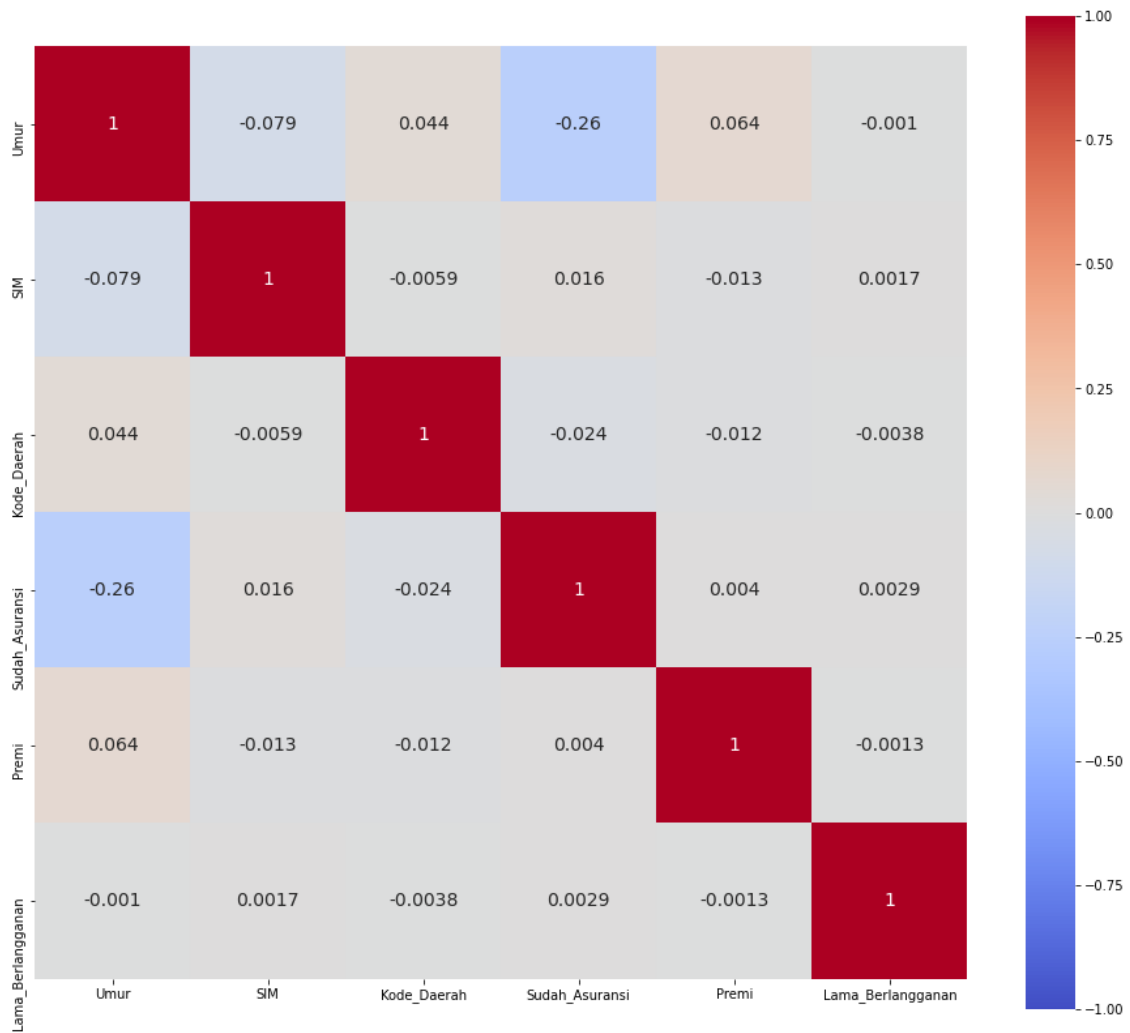 Umur 1 -0.079 0.044 -0.26 0.064 -0.001
SIM -0.079 1 -0.0059 0.016 -0.013 0.0017
Kode_Daerah 0.044 -0.0059 1 -0.024 -0.012 -0.0038
Sudah_Asuransi -0.26 0.016 -0.024 1 0.004 0.0029
Premi 0.064 -0.013 -0.012 0.004 1 -0.0013
Lama_Berlangganan -0.001 0.0017 -0.0038 0.0029 -0.0013 1
Umur SIM Kode_Daerah Sudah_Asuransi Premi Lama_Berlangganan
1.00
0.75
0.50
0.25
0.00
−0.25
−0.50
−0.75
−1.00